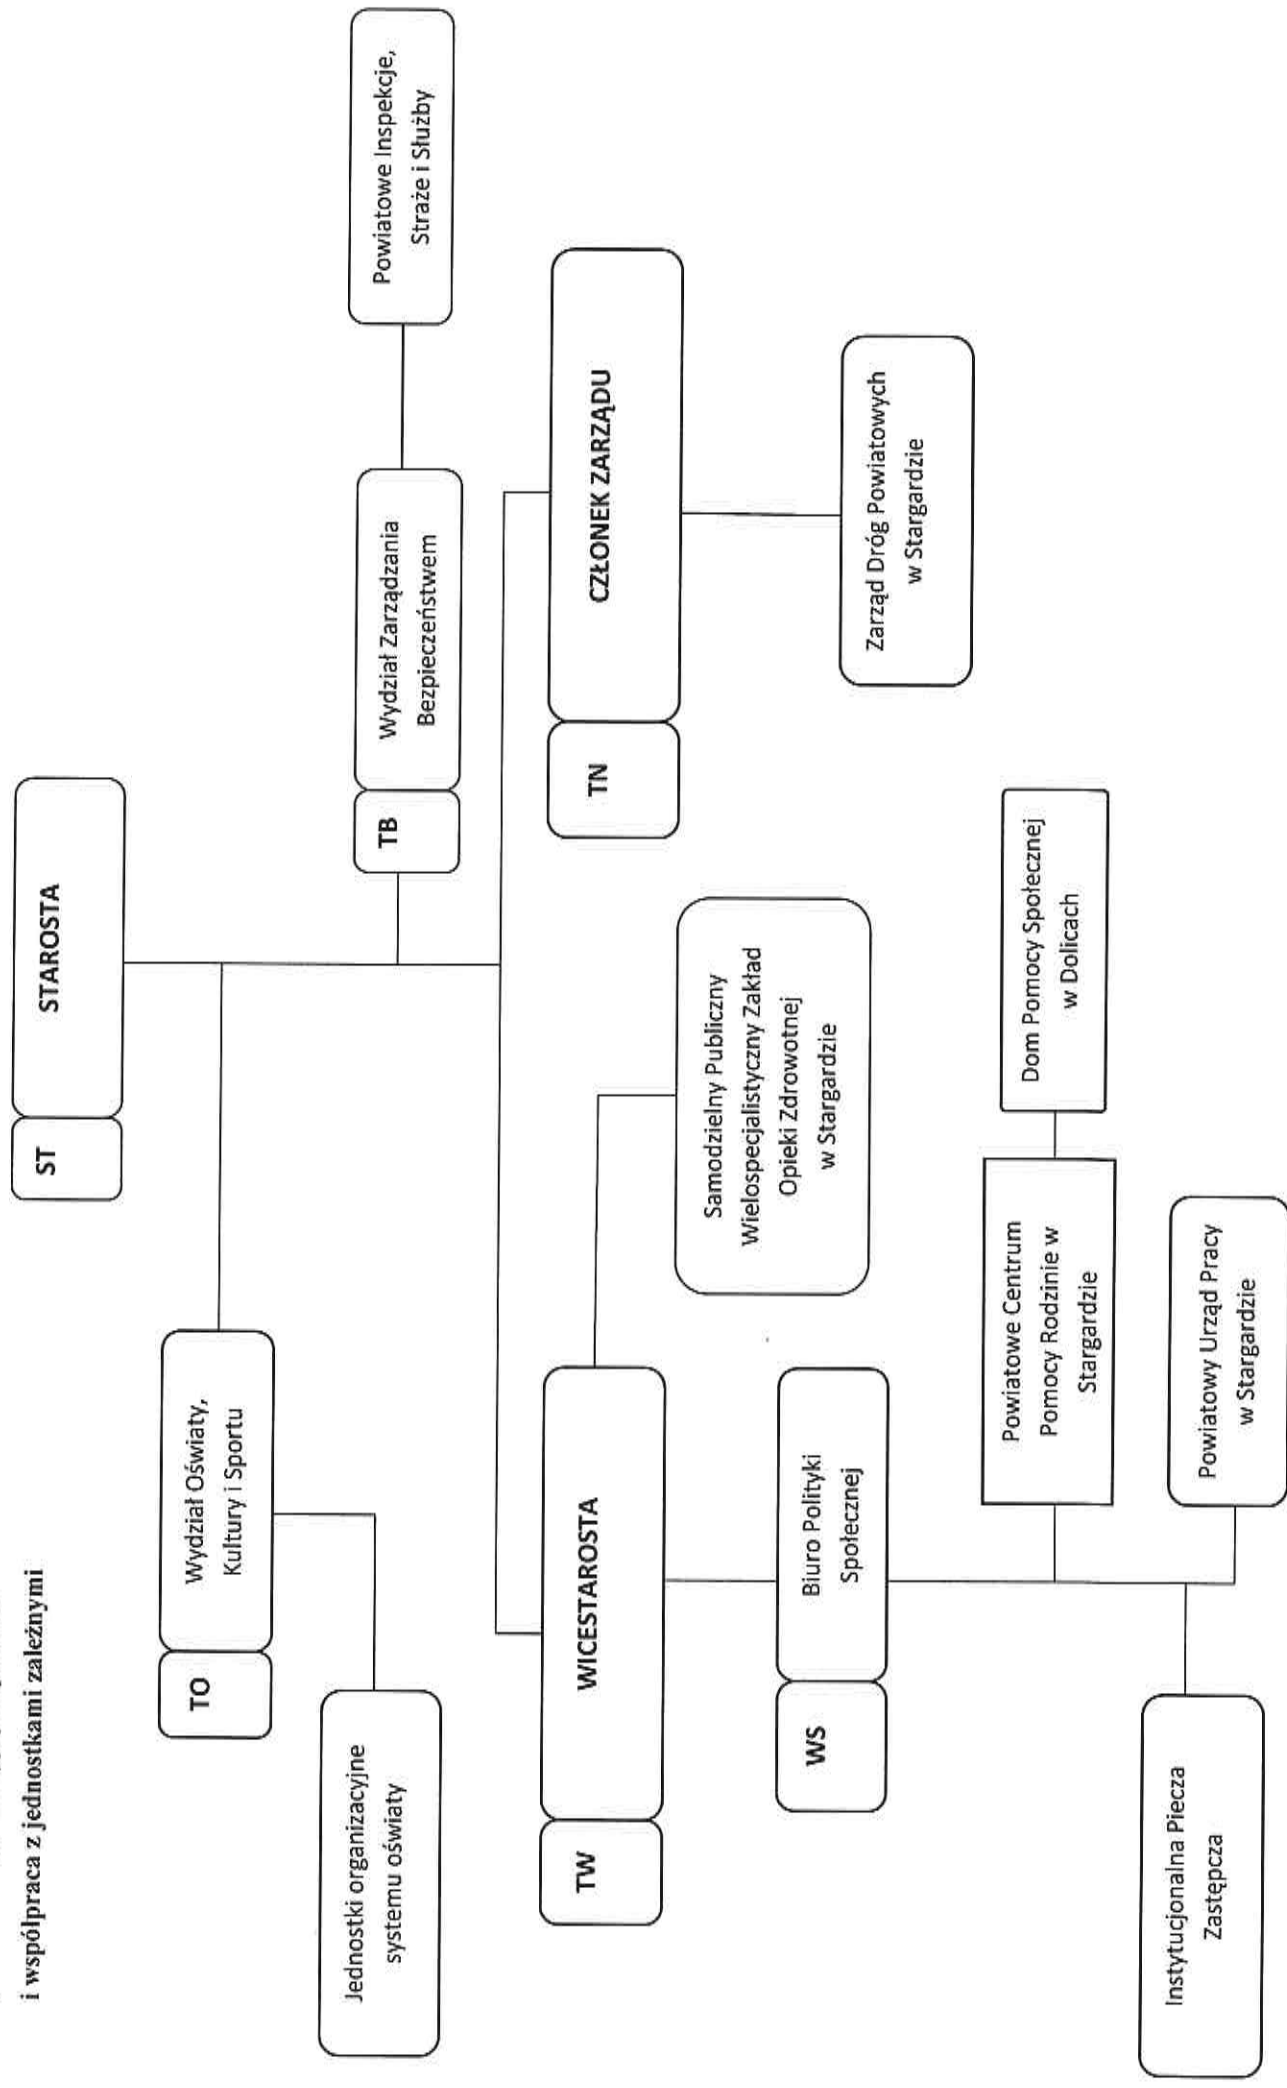 i współpraca z jednostkami zależnymi
ST
STAROSTA
TO
Wydział Oświaty,
Kultury i Sportu
Jednostki organizacyjne
systemu oświaty
TB
Wydział Zarządzania
Bezpieczeństwem
Powiatowe Inspekcje,
Straże i Służby
TW
WICESTAROSTA
TN
CZŁONEK ZARZĄDU
Samodzielny Publiczny
Wielospecjalistyczny Zakład
Opieki Zdrowotnej
w Stargardzie
Zarząd Dróg Powiatowych
w Stargardzie
WS
Biuro Polityki
Społecznej
Powiatowe Centrum
Pomocy Rodzinie w
Stargardzie
Dom Pomocy Społecznej
w Dolicach
Instytucjonalna Piecza
Zastępcza
Powiatowy Urząd Pracy
w Stargardzie